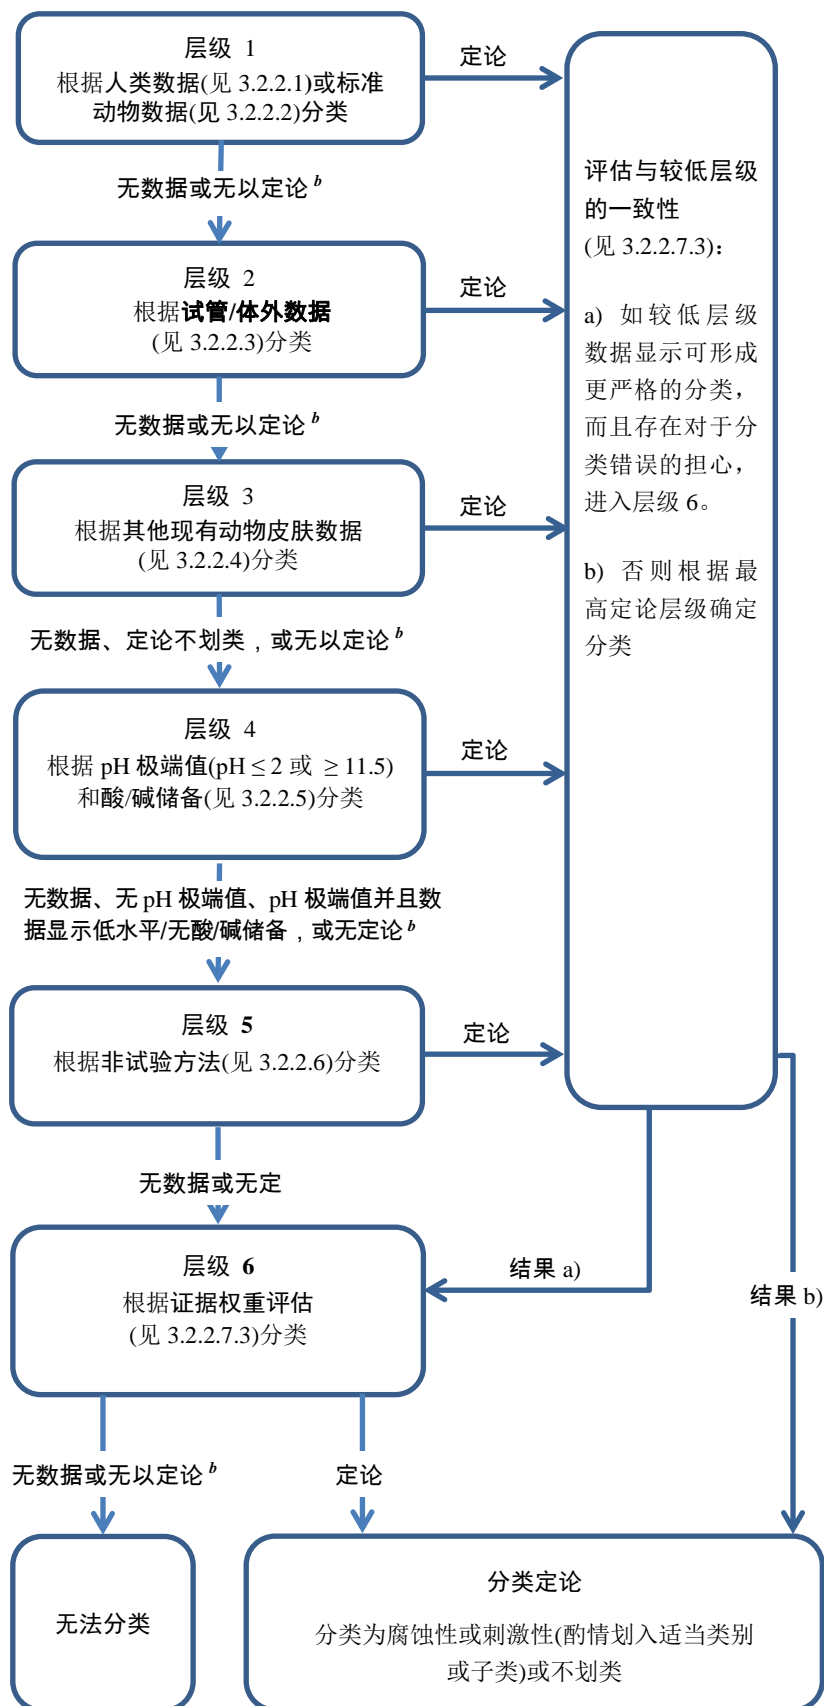 层级 1
根据人类数据(见 3.2.2.1)或标准
动物数据(见 3.2.2.2)分类
定论
无数据或无以定论 b
层级 2
根据试管/体外数据
(见 3.2.2.3)分类
定论
无数据或无以定论 b
层级 3
根据其他现有动物皮肤数据
(见 3.2.2.4)分类
定论
无数据、定论不划类，或无以定论 b
层级 4
根据 pH 极端值(pH ≤ 2 或 ≥ 11.5)
和酸/碱储备(见 3.2.2.5)分类
定论
无数据、无 pH 极端值、pH 极端值并且数
据显示低水平/无酸/碱储备，或无定论 b
层级 5
根据非试验方法(见 3.2.2.6)分类
定论
无数据或无定
层级 6
根据证据权重评估
(见 3.2.2.7.3)分类
评估与较低层级
的一致性
(见 3.2.2.7.3)：
a) 如较低层级
数据显示可形成
更严格的分类，
而且存在对于分
类错误的担心，
进入层级 6。
b) 否则根据最
高定论层级确定
分类
结果 a)
结果 b)
无数据或无以定论 b
定论
无法分类
分类定论
分类为腐蚀性或刺激性(酌情划入适当类别
或子类)或不划类